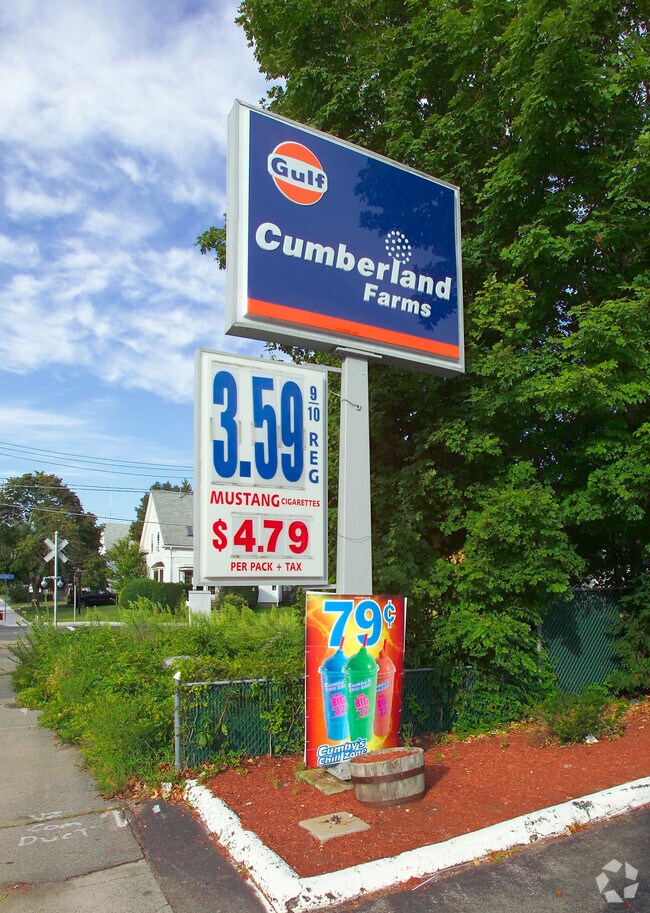 Gulf
Cumberland
Farms
3.59 9/10 REG
MUSTANG CIGARETTES
$4.79
PER PACK + TAX
79¢
Cumby's
Chill Zone